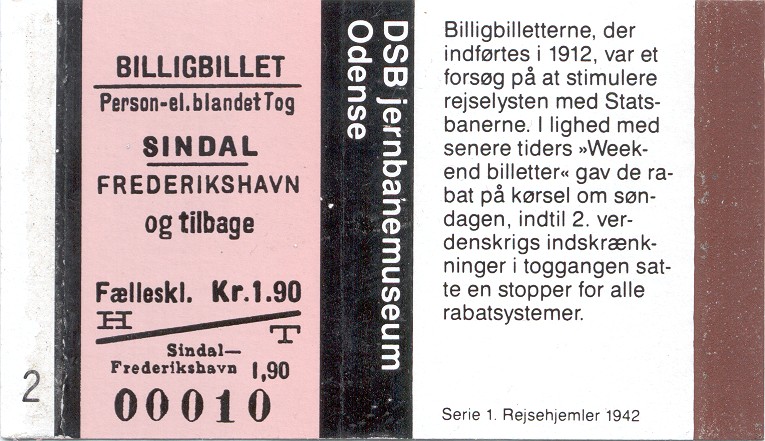 BILLIGBILLET
Person-el. blandet Tog
SINDAL
FREDERIKSHAVN
og tilbage
Fælleskl. Kr. 1.90
H
T
Sindal—
Frederikshavn 1,90
00010
2
DSB jernbanemuseum
Odense
Billigbilletterne, der
indførtes i 1912, var et
forsøg på at stimulere
rejselysten med Stats-
banerne. I lighed med
senere tiders »Week-
end billetter« gav de ra-
bat på kørsel om søn-
dagen, indtil 2. ver-
denskrigs indskrænk-
ninger i toggangen sat-
te en stopper for alle
rabatsystemer.
Serie 1. Rejsehjemler 1942